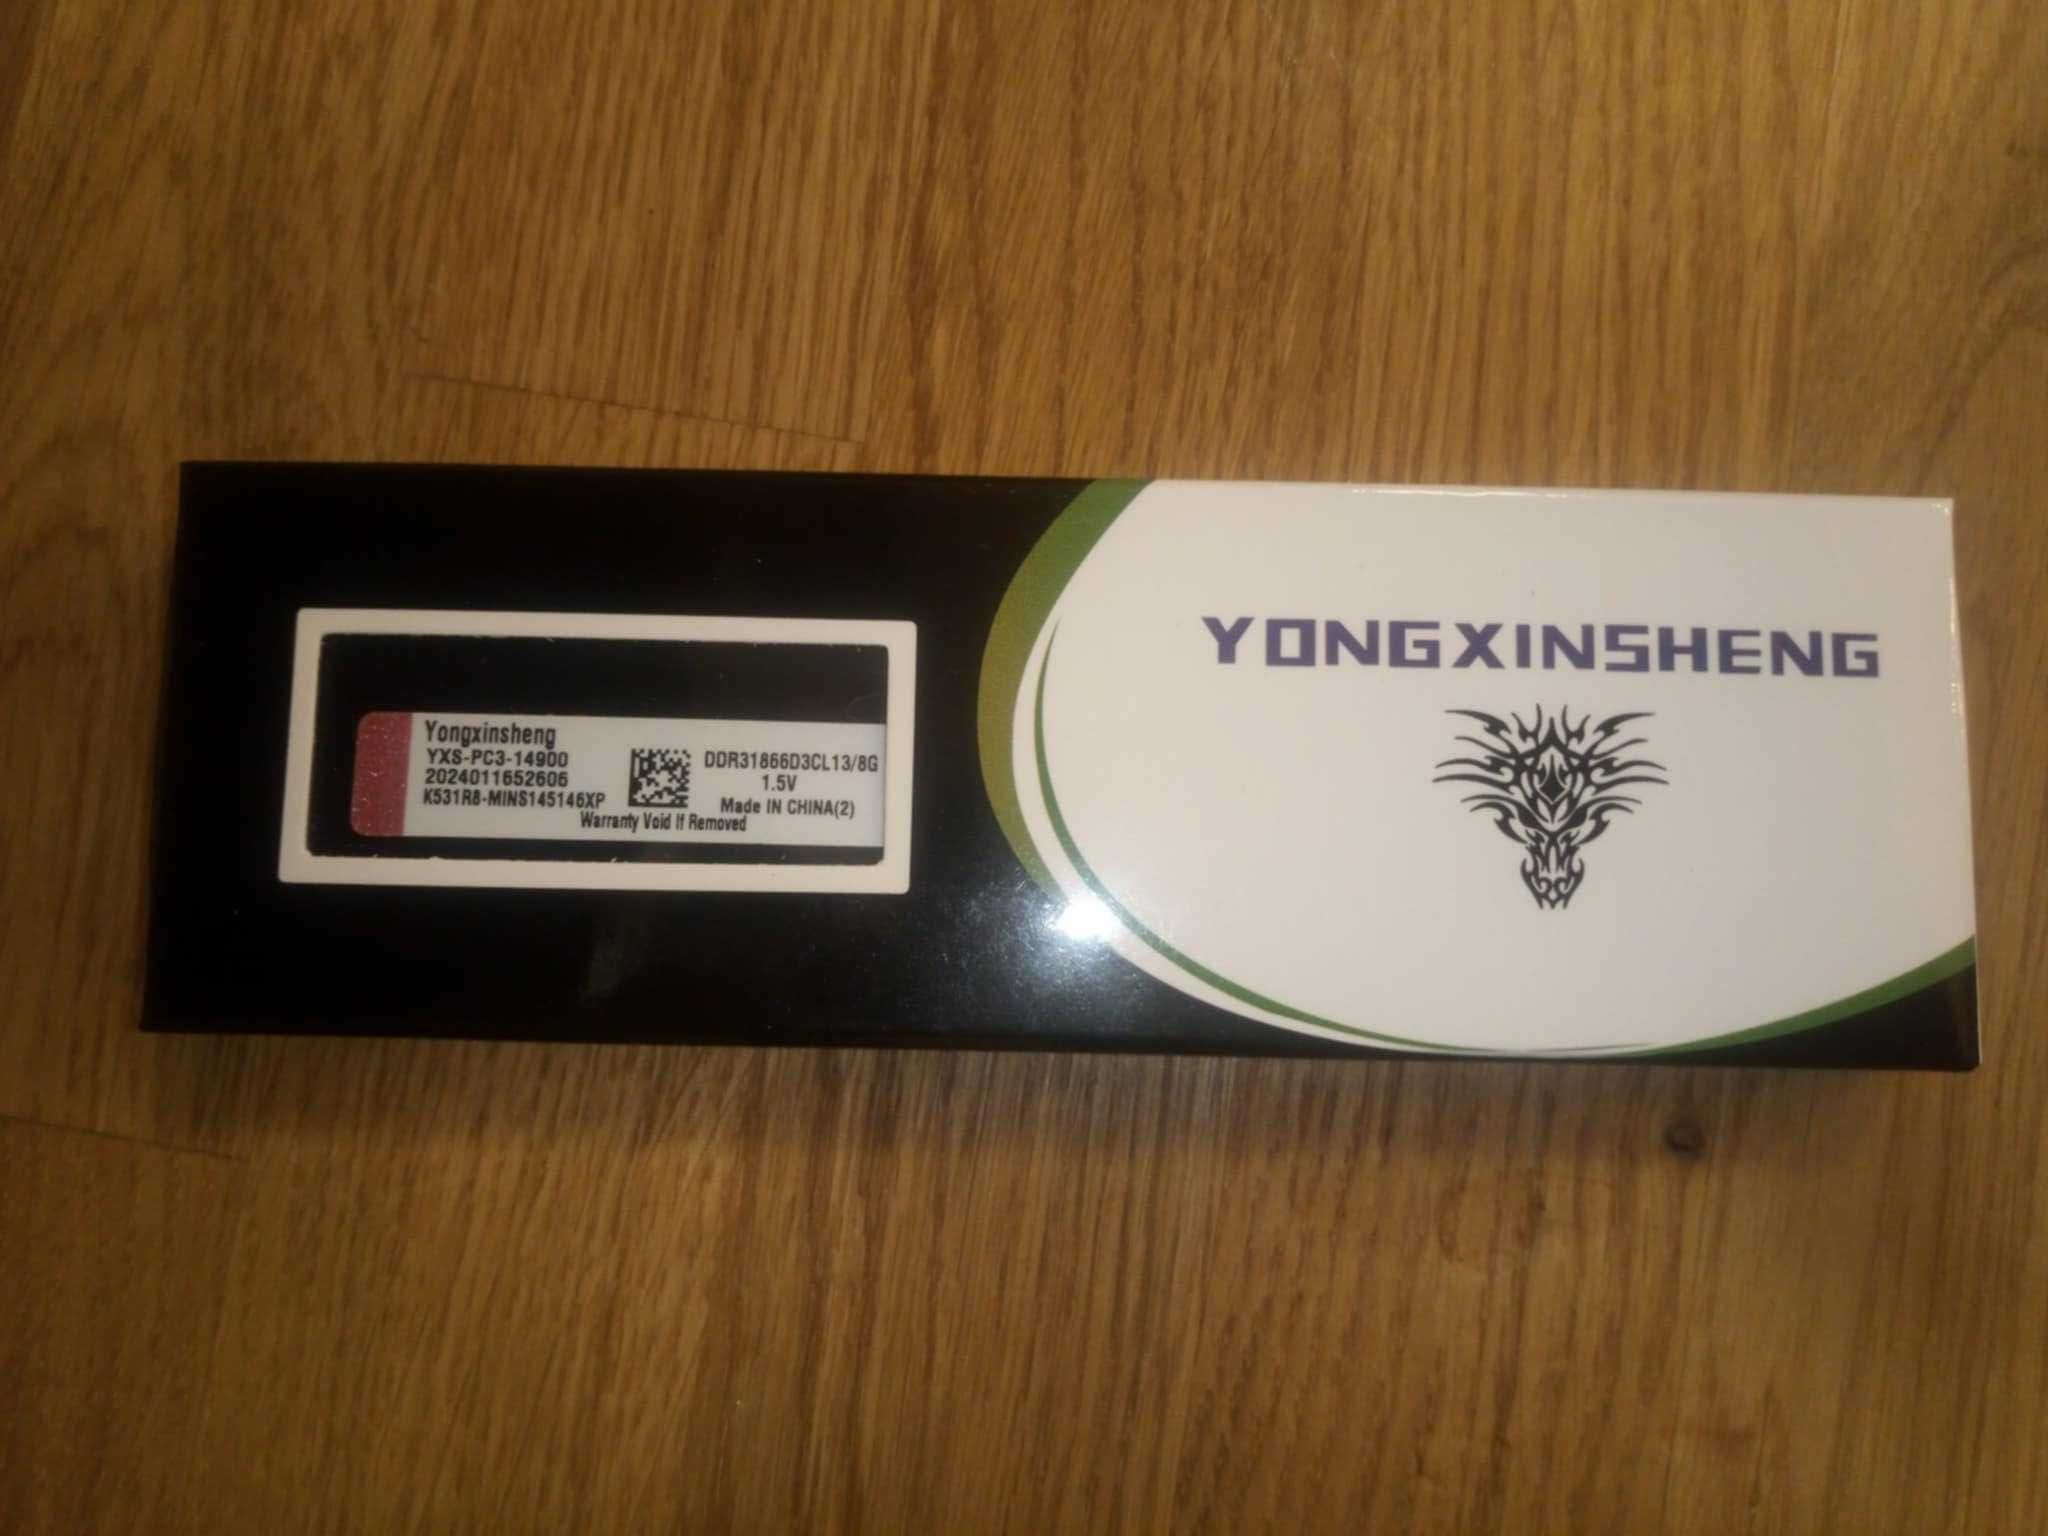 Yongxinsheng
YXS-PC3-14900
2024011652606
K531R8-MINS145146XP
DDR31866D3CL13/8G
1.5V
Made IN CHINA(2)
Warranty Void If Removed
YONGXINSHENG